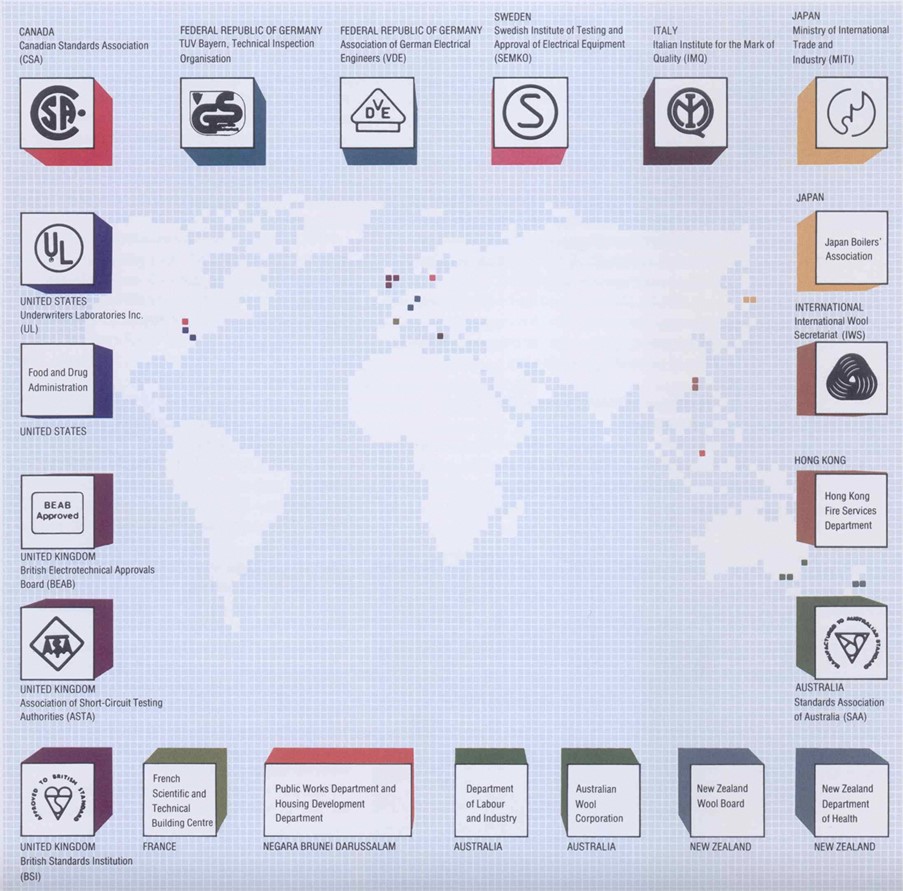 CANADA
Canadian Standards Association
(CSA)
CSA
FEDERAL REPUBLIC OF GERMANY
TUV Bayern, Technical Inspection
Organisation
GS
FEDERAL REPUBLIC OF GERMANY
Association of German Electrical
Engineers (VDE)
VDE
SWEDEN
Swedish Institute of Testing and
Approval of Electrical Equipment
(SEMKO)
S
ITALY
Italian Institute for the Mark of
Quality (IMQ)
IMQ
JAPAN
Ministry of International
Trade and
Industry (MITI)
UL
UNITED STATES
Underwriters Laboratories Inc.
(UL)
JAPAN
Japan Boilers'
Association
INTERNATIONAL
International Wool
Secretariat (IWS)
Food and Drug
Administration
UNITED STATES
HONG KONG
Hong Kong
Fire Services
Department
BEAB
Approved
UNITED KINGDOM
British Electrotechnical Approvals
Board (BEAB)
ASTA
UNITED KINGDOM
Association of Short-Circuit Testing
Authorities (ASTA)
MANUFACTURED TO AUSTRALIAN STANDARD
AUSTRALIA
Standards Association
of Australia (SAA)
APPROVED TO BRITISH STANDARD
UNITED KINGDOM
British Standards Institution
(BSI)
French
Scientific and
Technical
Building Centre
FRANCE
Public Works Department and
Housing Development
Department
NEGARA BRUNEI DARUSSALAM
Department
of Labour
and Industry
AUSTRALIA
Australian
Wool
Corporation
AUSTRALIA
New Zealand
Wool Board
NEW ZEALAND
New Zealand
Department
of Health
NEW ZEALAND